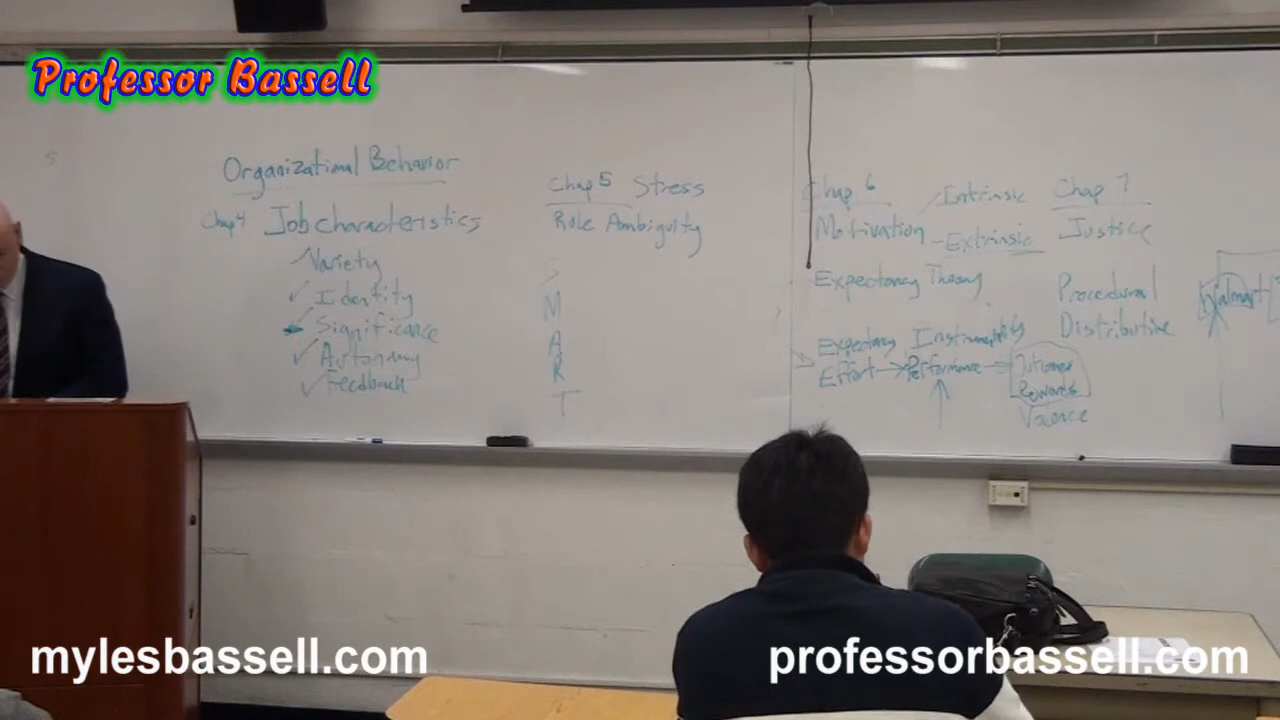 Professor Bassell
Organizational Behavior
Chap 4 Job characteristics
Variety
Identity
Significance
Autonomy
Feedback
Chap 5 Stress
Role Ambiguity
M
A
R
T
Chap 6
Motivation
Intrinsic
Extrinsic
Expectancy Theory
Expectancy Instrumentality
Effort → Performance → Outcomes
Rewards
Valence
Chap 7
Justice
Procedural
Distributive
Walmart
mylesbassell.com
professorbassell.com